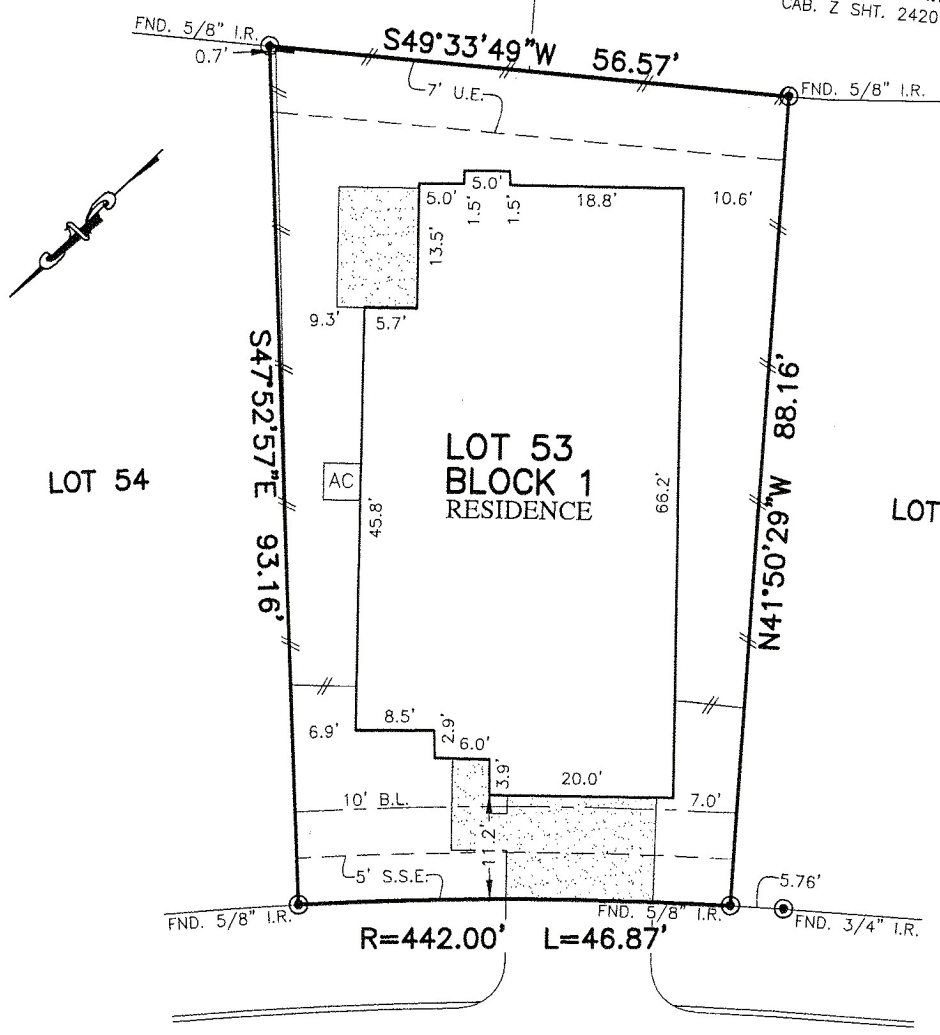 CAB. Z SHT. 2420
FND. 5/8" I.R.
0.7'
S49°33'49"W 56.57'
7' U.E.
FND. 5/8" I.R.
5.0'
5.0'
1.5'
1.5'
18.8'
10.6'
13.5'
9.3'
5.7'
S47°52'57"E 93.16'
N41°50'29"W 88.16'
LOT 54
AC
45.8'
LOT 53
BLOCK 1
RESIDENCE
66.2'
LOT
6.9'
8.5'
2.9'
6.0'
3.9'
20.0'
10' B.L.
7.0'
11.2'
5' S.S.E.
5.76'
FND. 5/8" I.R.
FND. 5/8" I.R.
FND. 3/4" I.R.
R=442.00' L=46.87'